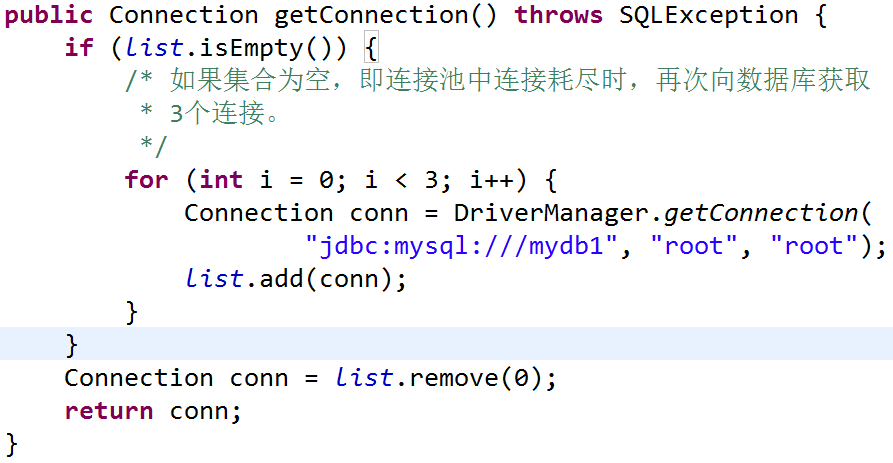 public Connection getConnection() throws SQLException {
    if (list.isEmpty()) {
        /* 如果集合为空，即连接池中连接耗尽时，再次向数据库获取
         * 3个连接。
         */
        for (int i = 0; i < 3; i++) {
            Connection conn = DriverManager.getConnection(
                    "jdbc:mysql:///mydb1", "root", "root");
            list.add(conn);
        }
    }
    Connection conn = list.remove(0);
    return conn;
}